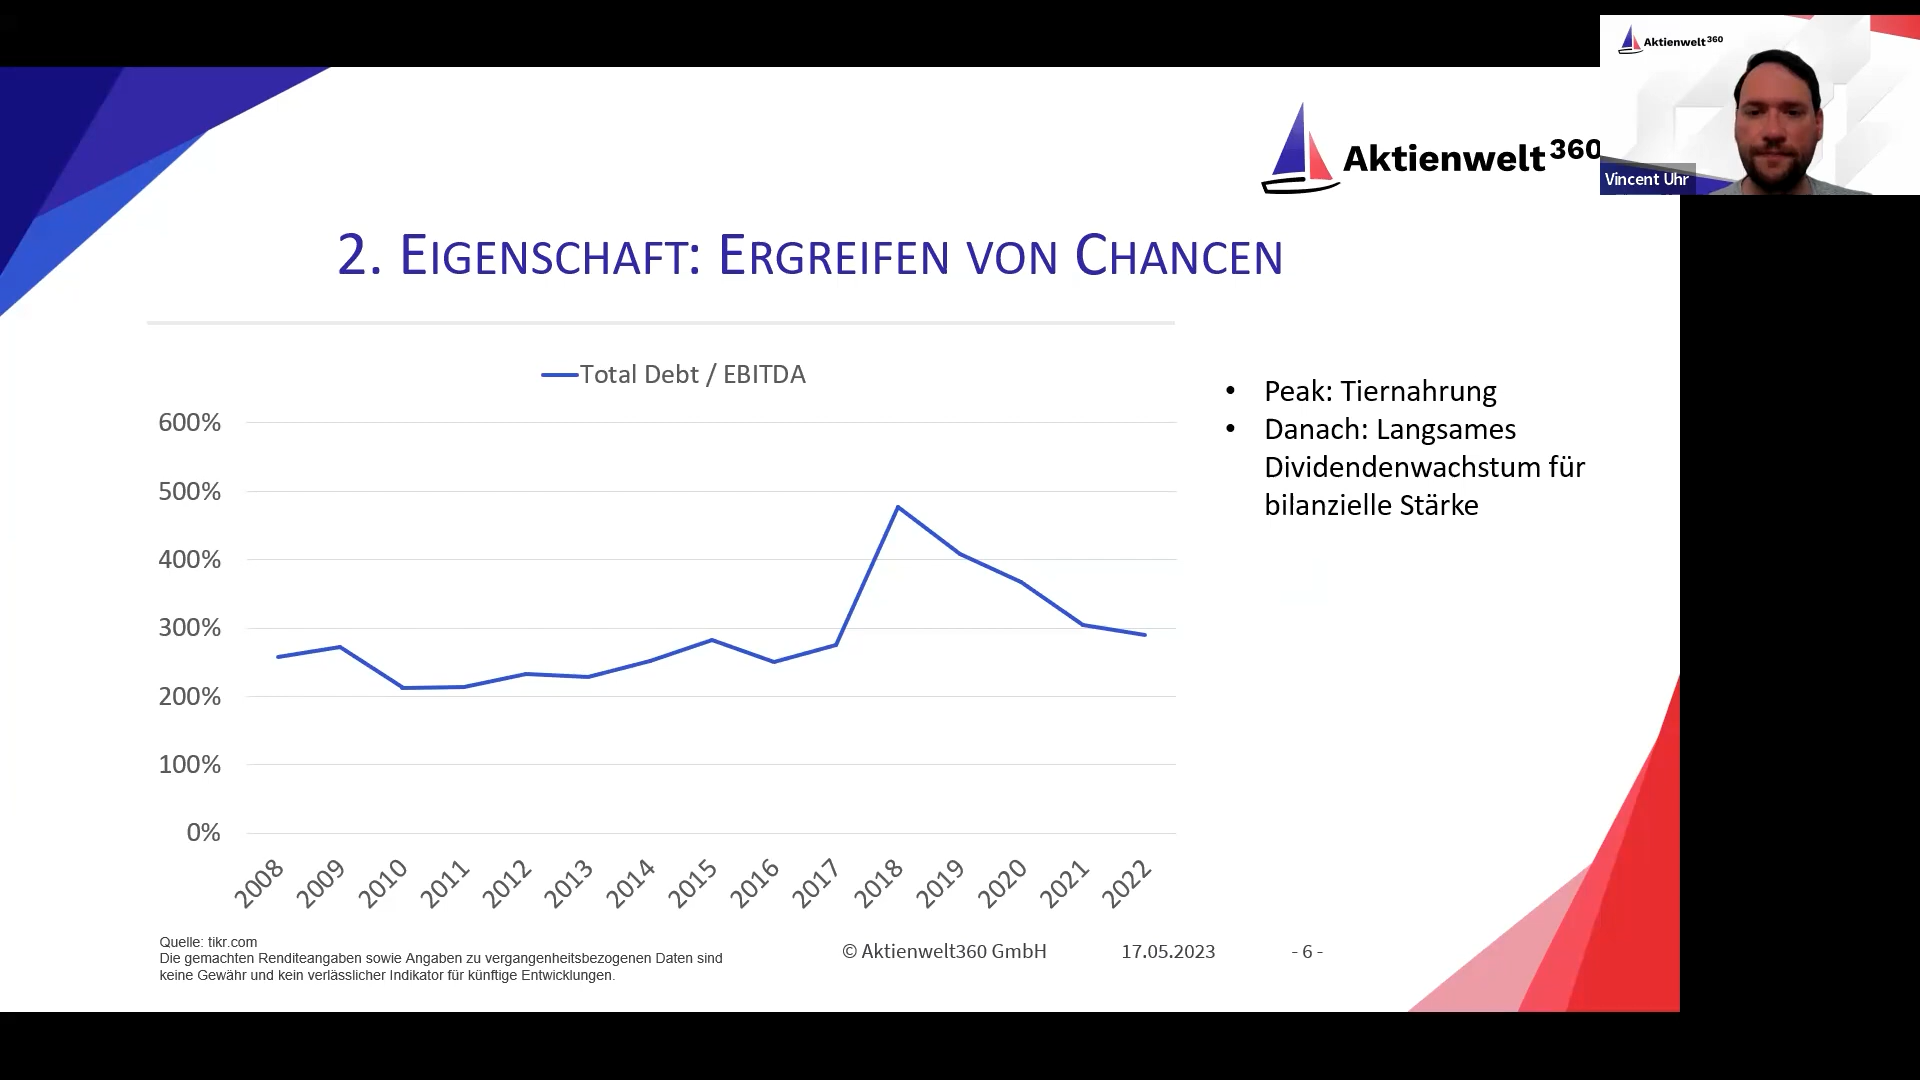 Aktienwelt360
Aktienwelt360
Vincent Uhr
2. Eigenschaft: Ergreifen von Chancen
Total Debt / EBITDA
600%
500%
400%
300%
200%
100%
0%
2008 2009 2010 2011 2012 2013 2014 2015 2016 2017 2018 2019 2020 2021 2022
• Peak: Tiernahrung
• Danach: Langsames
Dividendenwachstum für
bilanzielle Stärke
Quelle: tikr.com
Die gemachten Renditeangaben sowie Angaben zu vergangenheitsbezogenen Daten sind
keine Gewähr und kein verlässlicher Indikator für künftige Entwicklungen.
© Aktienwelt360 GmbH 17.05.2023 - 6 -